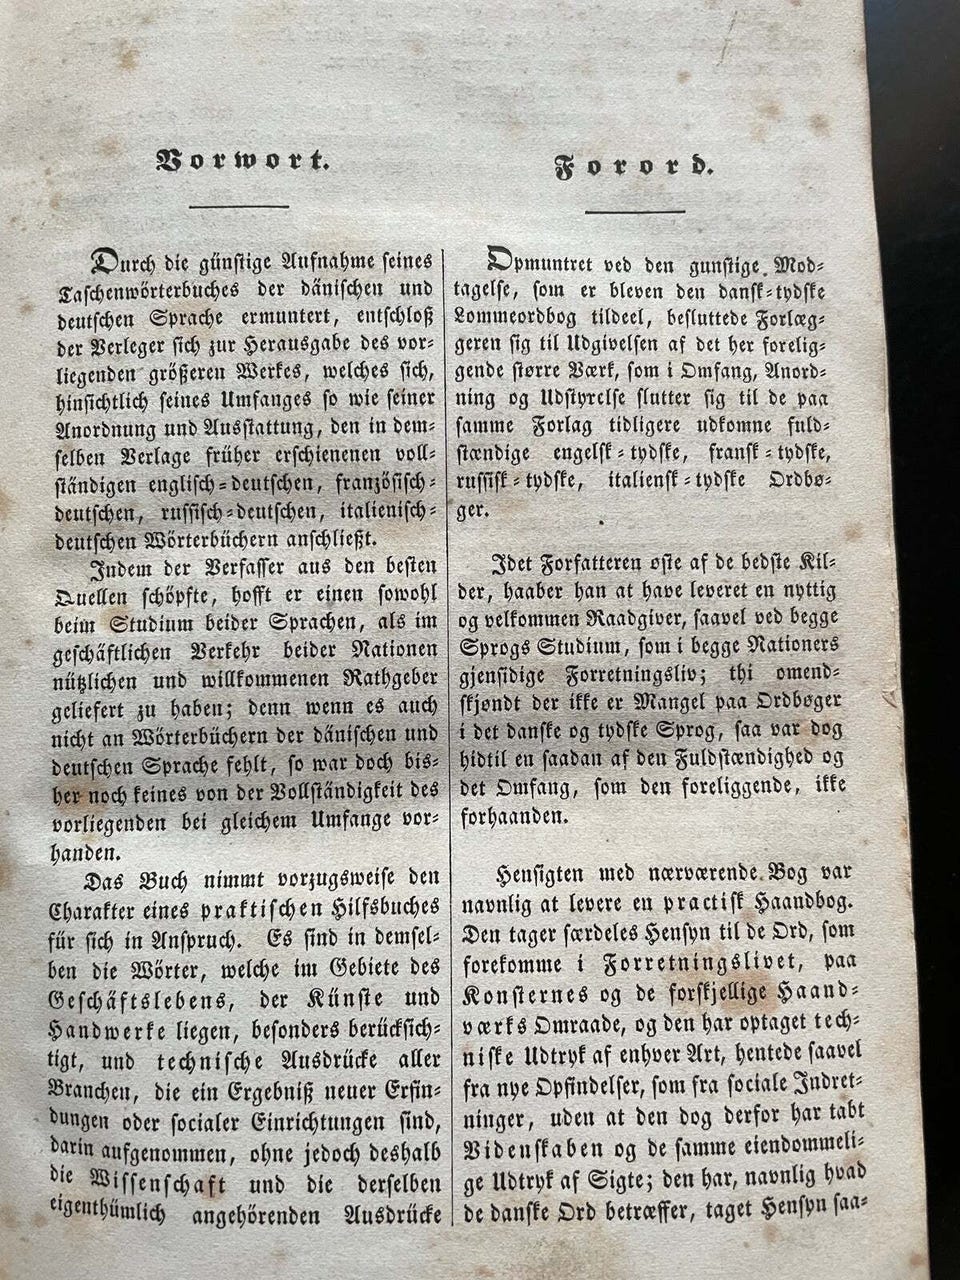 Vorwort.
Durch die günstige Aufnahme seines
Taschenwörterbuches der dänischen und
deutschen Sprache ermuntert, entschloß
der Verleger sich zur Herausgabe des vor-
liegenden größeren Werkes, welches sich,
hinsichtlich seines Umfanges so wie seiner
Anordnung und Ausstattung, den in dem-
selben Verlage früher erschienenen voll-
ständigen englisch-deutschen, französisch-
deutschen, russisch-deutschen, italienisch-
deutschen Wörterbüchern anschließt.
Indem der Verfasser aus den besten
Quellen schöpfte, hofft er einen sowohl
beim Studium beider Sprachen, als im
geschäftlichen Verkehr beider Nationen
nützlichen und willkommenen Rathgeber
geliefert zu haben; denn wenn es auch
nicht an Wörterbüchern der dänischen und
deutschen Sprache fehlt, so war doch bis-
her noch keines von der Vollständigkeit des
vorliegenden bei gleichem Umfange vor-
handen.
Das Buch nimmt vorzugsweise den
Charakter eines praktischen Hilfsbuches
für sich in Anspruch. Es sind in demsel-
ben die Wörter, welche im Gebiete des
Geschäftslebens, der Künste und
Handwerke liegen, besonders berücksich-
tigt, und technische Ausdrücke aller
Branchen, die ein Ergebniß neuer Erfin-
dungen oder socialer Einrichtungen sind,
darin aufgenommen, ohne jedoch deshalb
die Wissenschaft und die derselben
eigenthümlich angehörenden Ausdrücke
Forord.
Opmuntret ved den gunstige Mod-
tagelse, som er bleven den dansk-tydske
Lommeordbog tildeel, besluttede Forlæg-
geren sig til Udgivelsen af det her forelig-
gende større Værk, som i Omfang, Anord-
ning og Udstyrelse slutter sig til de paa
samme Forlag tidligere udkomne fuld-
stændige engelsk-tydske, fransk-tydske,
russisk-tydske, italiensk-tydske Ordbø-
ger.
Idet Forfatteren øste af de bedste Kil-
der, haaber han at have leveret en nyttig
og velkommen Raadgiver, saavel ved begge
Sprogs Studium, som i begge Nationers
gjensidige Forretningsliv; thi omend-
skjøndt der ikke er Mangel paa Ordbøger
i det danske og tydske Sprog, saa var dog
hidtil en saadan af den Fuldstændighed og
det Omfang, som den foreliggende, ikke
forhaanden.
Hensigten med nærværende Bog var
navnlig at levere en practisk Haandbog.
Den tager særdeles Hensyn til de Ord, som
forekomme i Forretningslivet, paa
Konsternes og de forskjellige Haand-
værks Omraade, og den har optaget tech-
niske Udtryk af enhver Art, hentede saavel
fra nye Opfindelser, som fra sociale Indret-
ninger, uden at den dog derfor har tabt
Videnskaben og de samme eiendommeli-
ge Udtryk af Sigte; den har, navnlig hvad
de danske Ord betræffer, taget Hensyn saa-